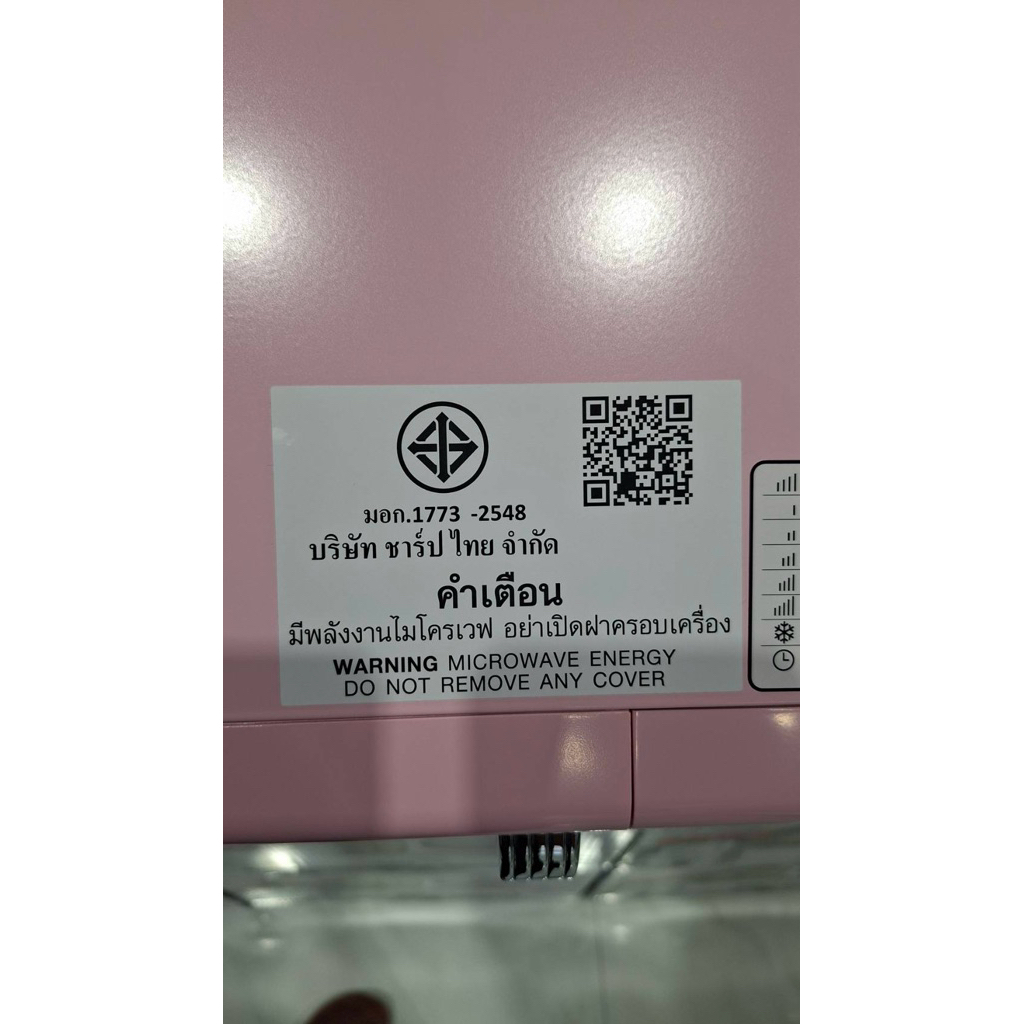 มอก.1773 -2548
บริษัท ชาร์ป ไทย จำกัด
คำเตือน
มีพลังงานไมโครเวฟ อย่าเปิดฝาครอบเครื่อง
WARNING MICROWAVE ENERGY
DO NOT REMOVE ANY COVER